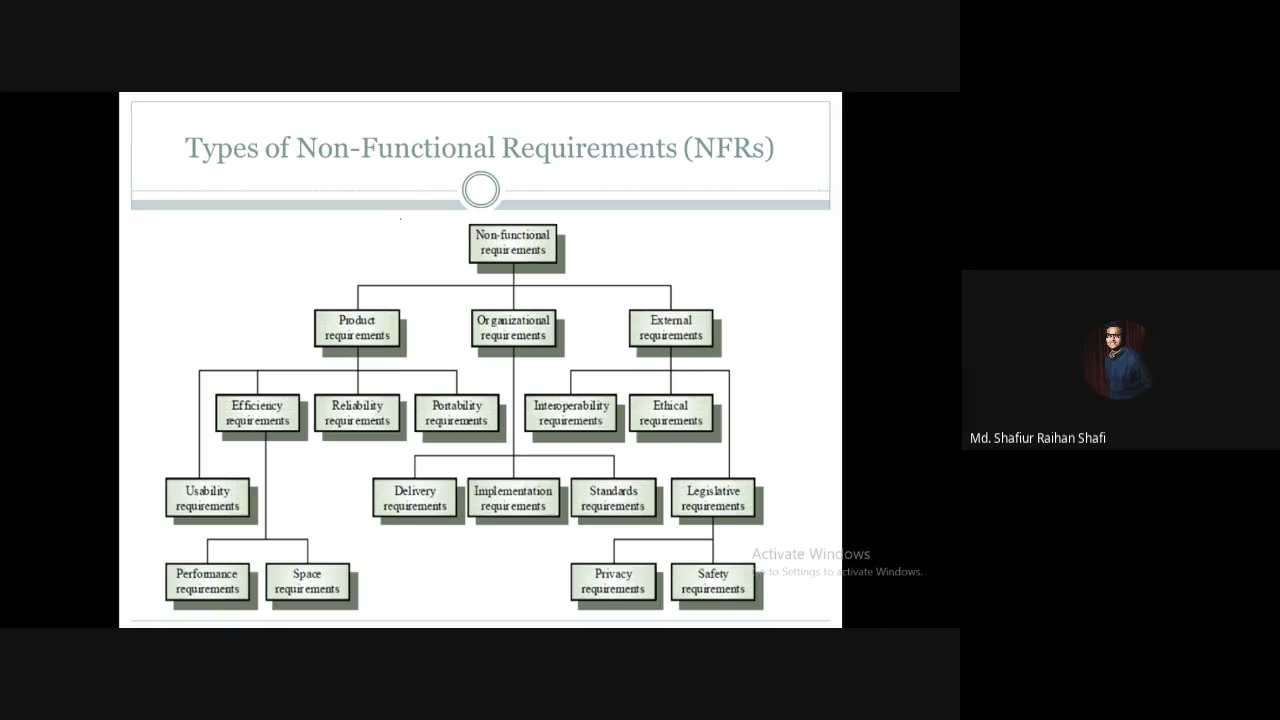 Types of Non-Functional Requirements (NFRs)
Non-functional
requirements
Product
requirements
Organizational
requirements
External
requirements
Efficiency
requirements
Reliability
requirements
Portability
requirements
Interoperability
requirements
Ethical
requirements
Usability
requirements
Delivery
requirements
Implementation
requirements
Standards
requirements
Legislative
requirements
Performance
requirements
Space
requirements
Privacy
requirements
Safety
requirements
Activate Windows
Go to Settings to activate Windows.
Md. Shafiur Raihan Shafi